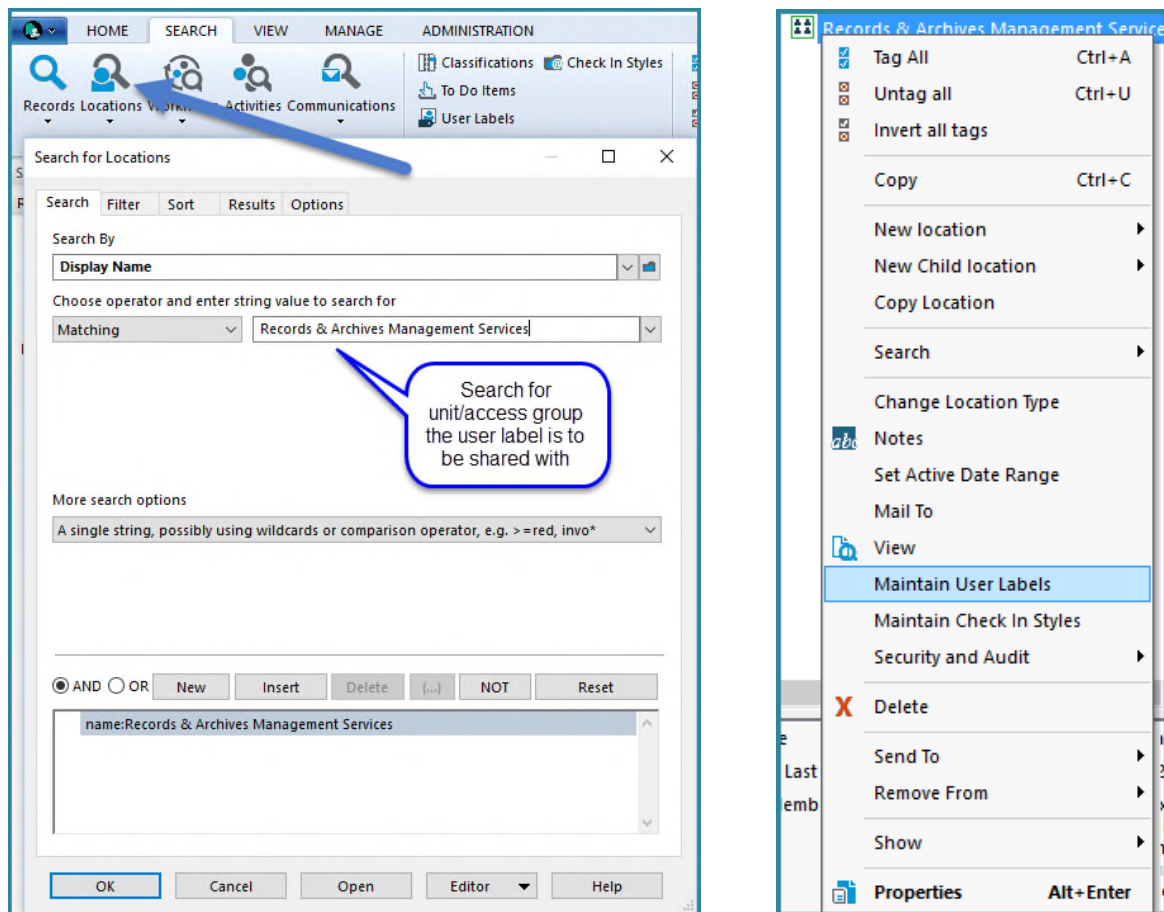 HOME SEARCH VIEW MANAGE ADMINISTRATION
Classifications Check In Styles
To Do Items
User Labels
Records Locations Activities Communications
Search for Locations
Search Filter Sort Results Options
Search By
Display Name
Choose operator and enter string value to search for
Matching Records & Archives Management Services
Search for
unit/access group
the user label is to
be shared with
More search options
A single string, possibly using wildcards or comparison operator, e.g. >=red, invo*
AND OR New Insert Delete (...) NOT Reset
name:Records & Archives Management Services
OK Cancel Open Editor Help
Records & Archives Management Service
Tag All Ctrl+A
Untag all Ctrl+U
Invert all tags
Copy Ctrl+C
New location
New Child location
Copy Location
Search
Change Location Type
abc Notes
Set Active Date Range
Mail To
View
Maintain User Labels
Maintain Check In Styles
Security and Audit
X Delete
Send To
Last
Remove From
emb
Show
Properties Alt+Enter